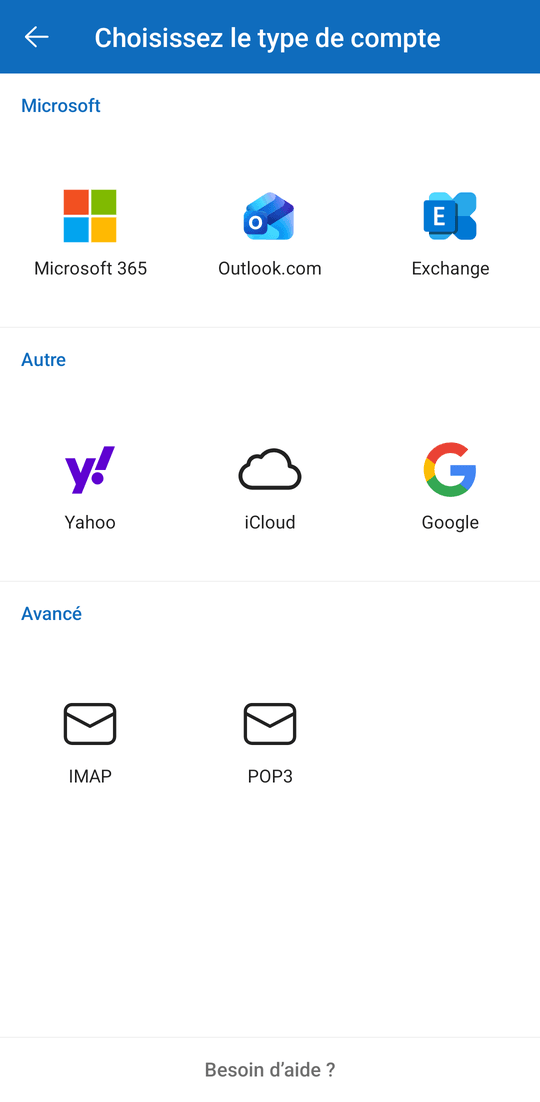 Choisissez le type de compte
Microsoft
Microsoft 365
Outlook.com
Exchange
Autre
Yahoo
iCloud
Google
Avancé
IMAP
POP3
Besoin d’aide ?